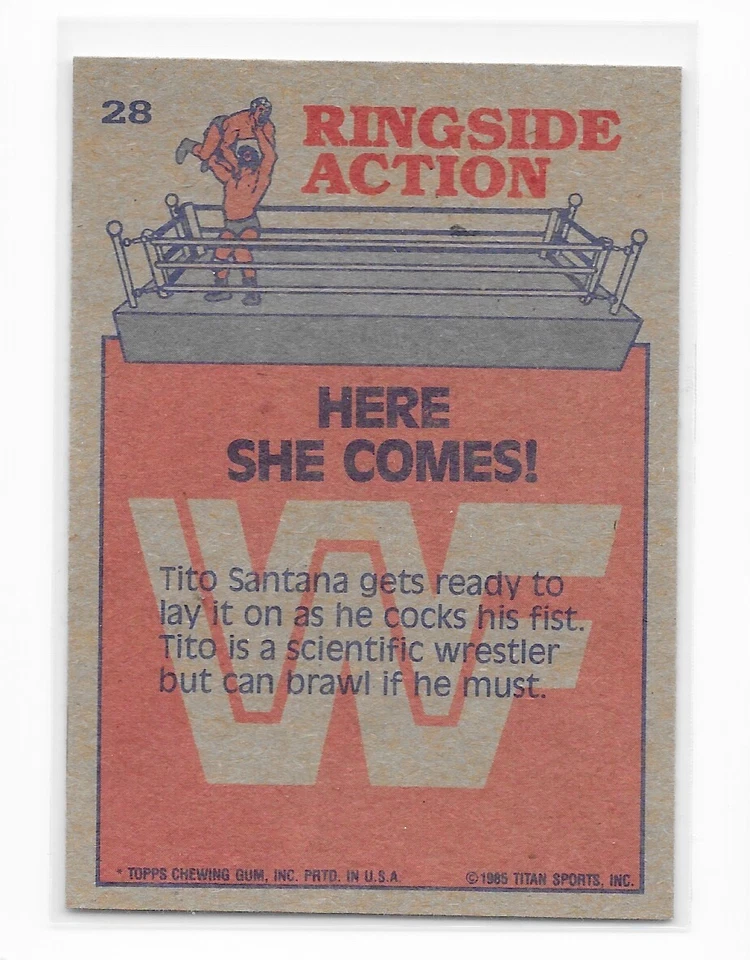 28
RINGSIDE
ACTION
HERE
SHE COMES!
WF
Tito Santana gets ready to
lay it on as he cocks his fist.
Tito is a scientific wrestler
but can brawl if he must.
* TOPPS CHEWING GUM, INC. PRTD. IN U.S.A.
© 1985 TITAN SPORTS, INC.